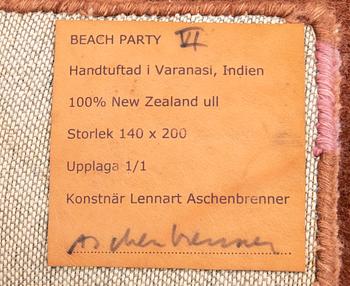 BEACH PARTY VI
Handtuftad i Varanasi, Indien
100% New Zealand ull
Storlek 140 x 200
Upplaga 1/1
Konstnär Lennart Aschenbrenner
Aschenbrenner